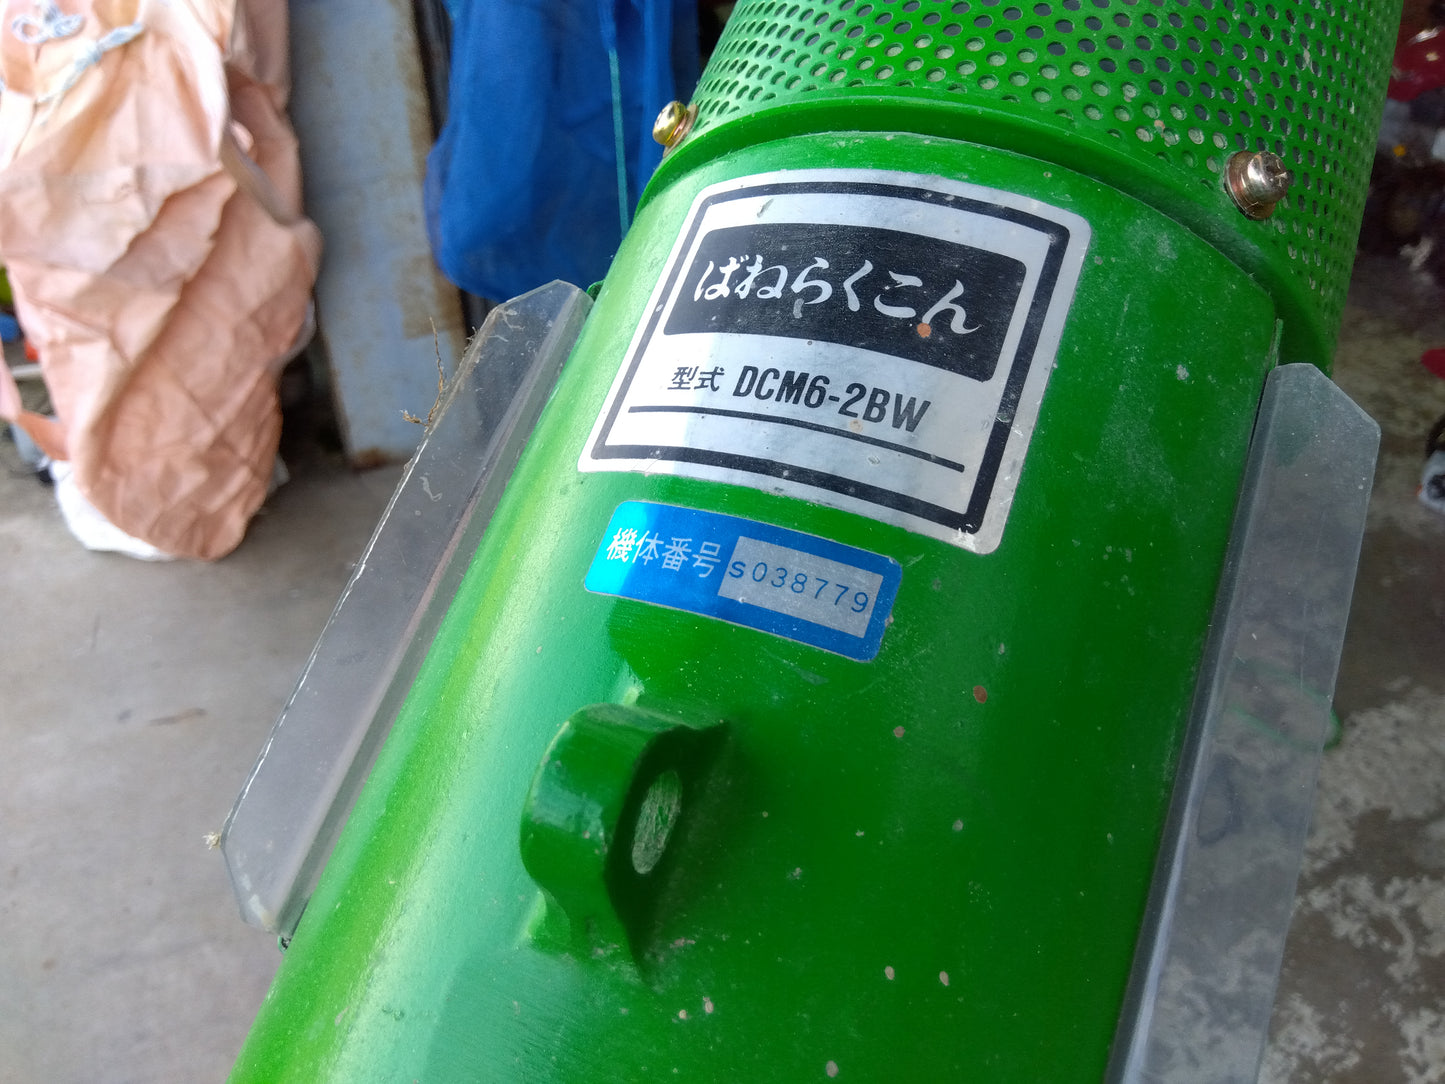 ばねらくこん
型式 DCM6-2BW
機体番号 S038779